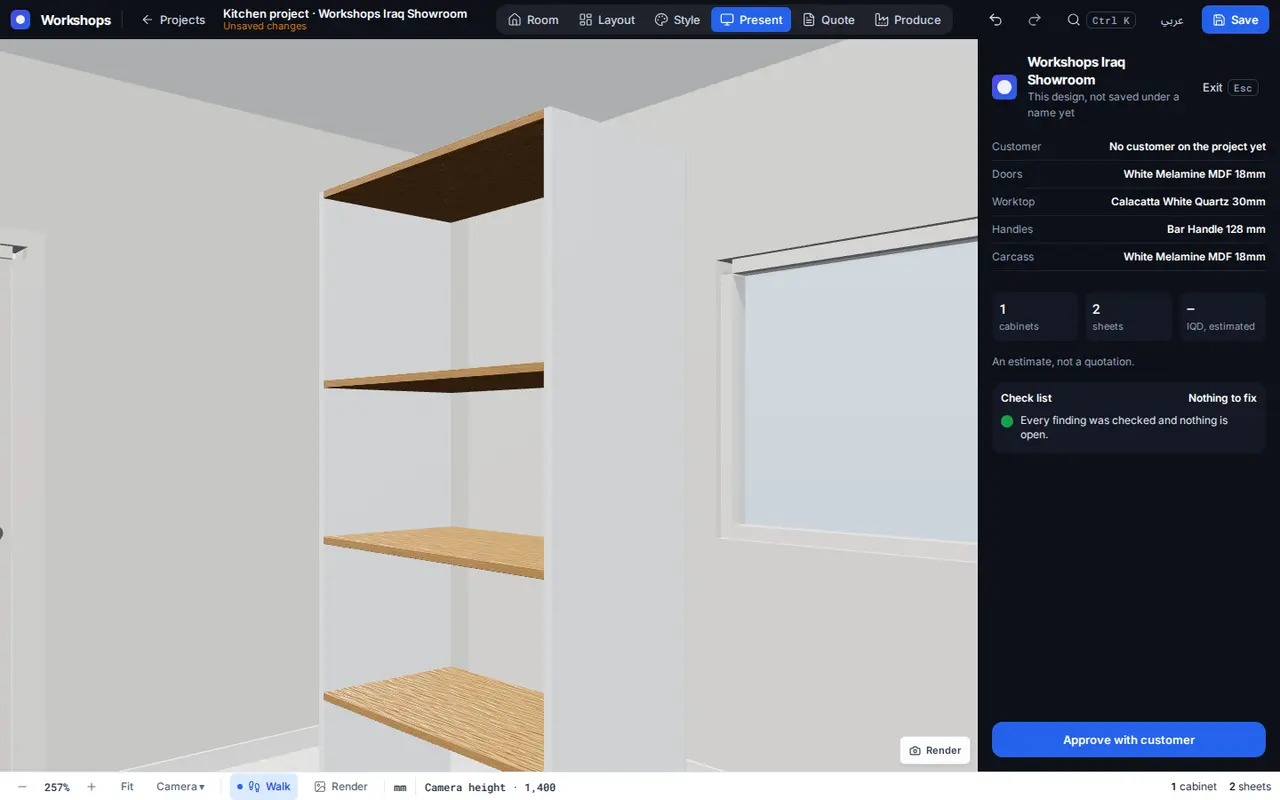 Workshops
Projects
Kitchen project · Workshops Iraq Showroom
Unsaved changes
Room
Layout
Style
Present
Quote
Produce
Ctrl K
عربي
Save
Workshops Iraq
Showroom
This design, not saved under a
name yet
Exit Esc
Customer No customer on the project yet
Doors White Melamine MDF 18mm
Worktop Calacatta White Quartz 30mm
Handles Bar Handle 128 mm
Carcass White Melamine MDF 18mm
1 2 –
cabinets sheets IQD, estimated
An estimate, not a quotation.
Check list Nothing to fix
Every finding was checked and nothing is
open.
Render
Approve with customer
− 257% + Fit Camera ▾ Walk Render mm Camera height · 1,400 1 cabinet 2 sheets